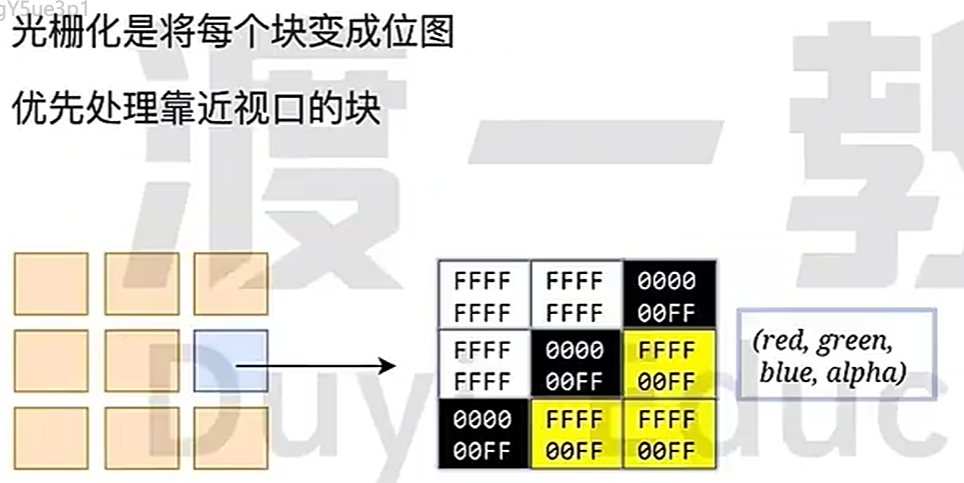 gY5ue3p1
光栅化是将每个块变成位图
优先处理靠近视口的块
渡一教
FFFF FFFF 0000
FFFF FFFF 00FF
FFFF 0000 FFFF
FFFF 00FF 00FF
0000 FFFF FFFF
00FF 00FF 00FF
(red, green,
blue, alpha)
Duyi Educ